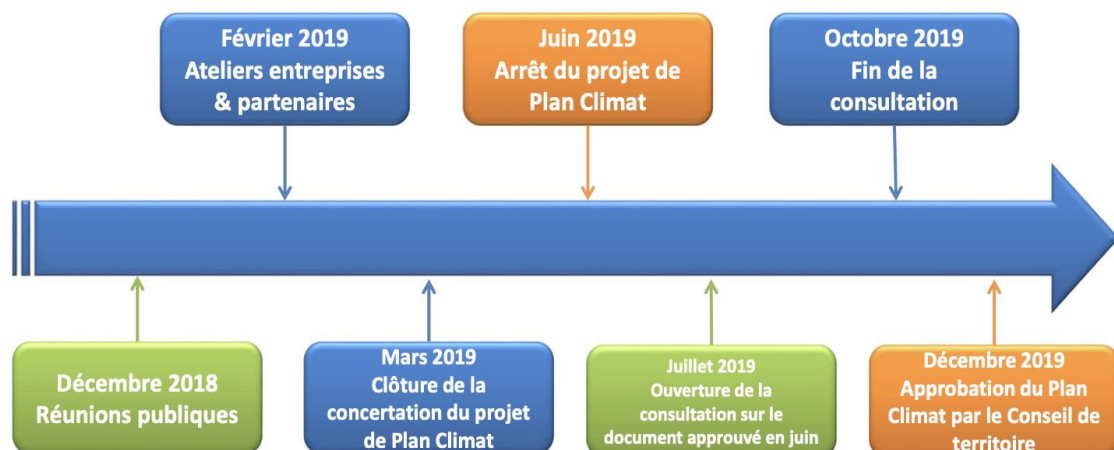 Février 2019
Ateliers entreprises
& partenaires
Juin 2019
Arrêt du projet de
Plan Climat
Octobre 2019
Fin de la
consultation
Décembre 2018
Réunions publiques
Mars 2019
Clôture de la
concertation du projet
de Plan Climat
Juillet 2019
Ouverture de la
consultation sur le
document approuvé en juin
Décembre 2019
Approbation du Plan
Climat par le Conseil de
territoire